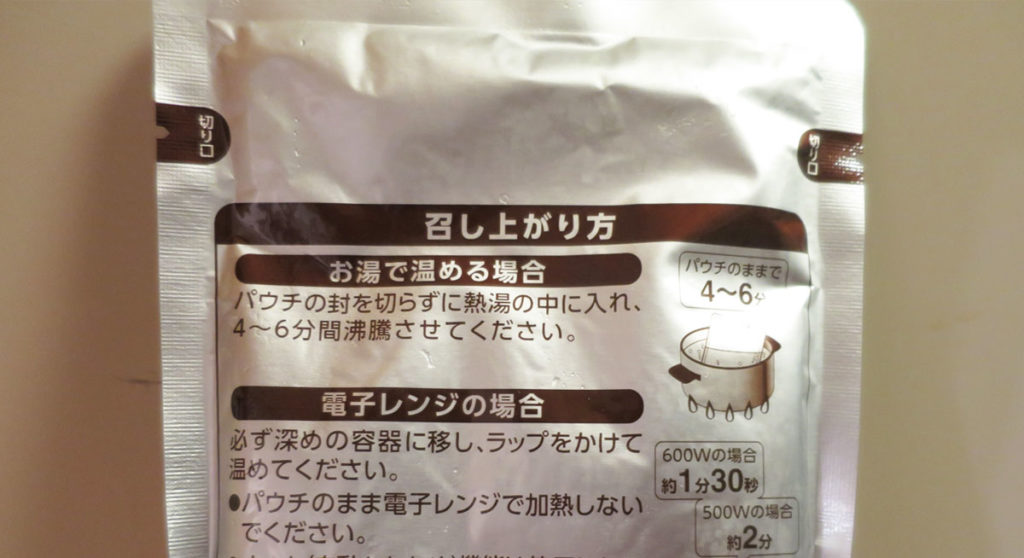 切り口
切り口
召し上がり方
お湯で温める場合
パウチの封を切らずに熱湯の中に入れ、
4〜6分間沸騰させてください。
パウチのままで
4〜6分
電子レンジの場合
必ず深めの容器に移し、ラップをかけて
温めてください。
●パウチのまま電子レンジで加熱しない
でください。
600Wの場合
約1分30秒
500Wの場合
約2分